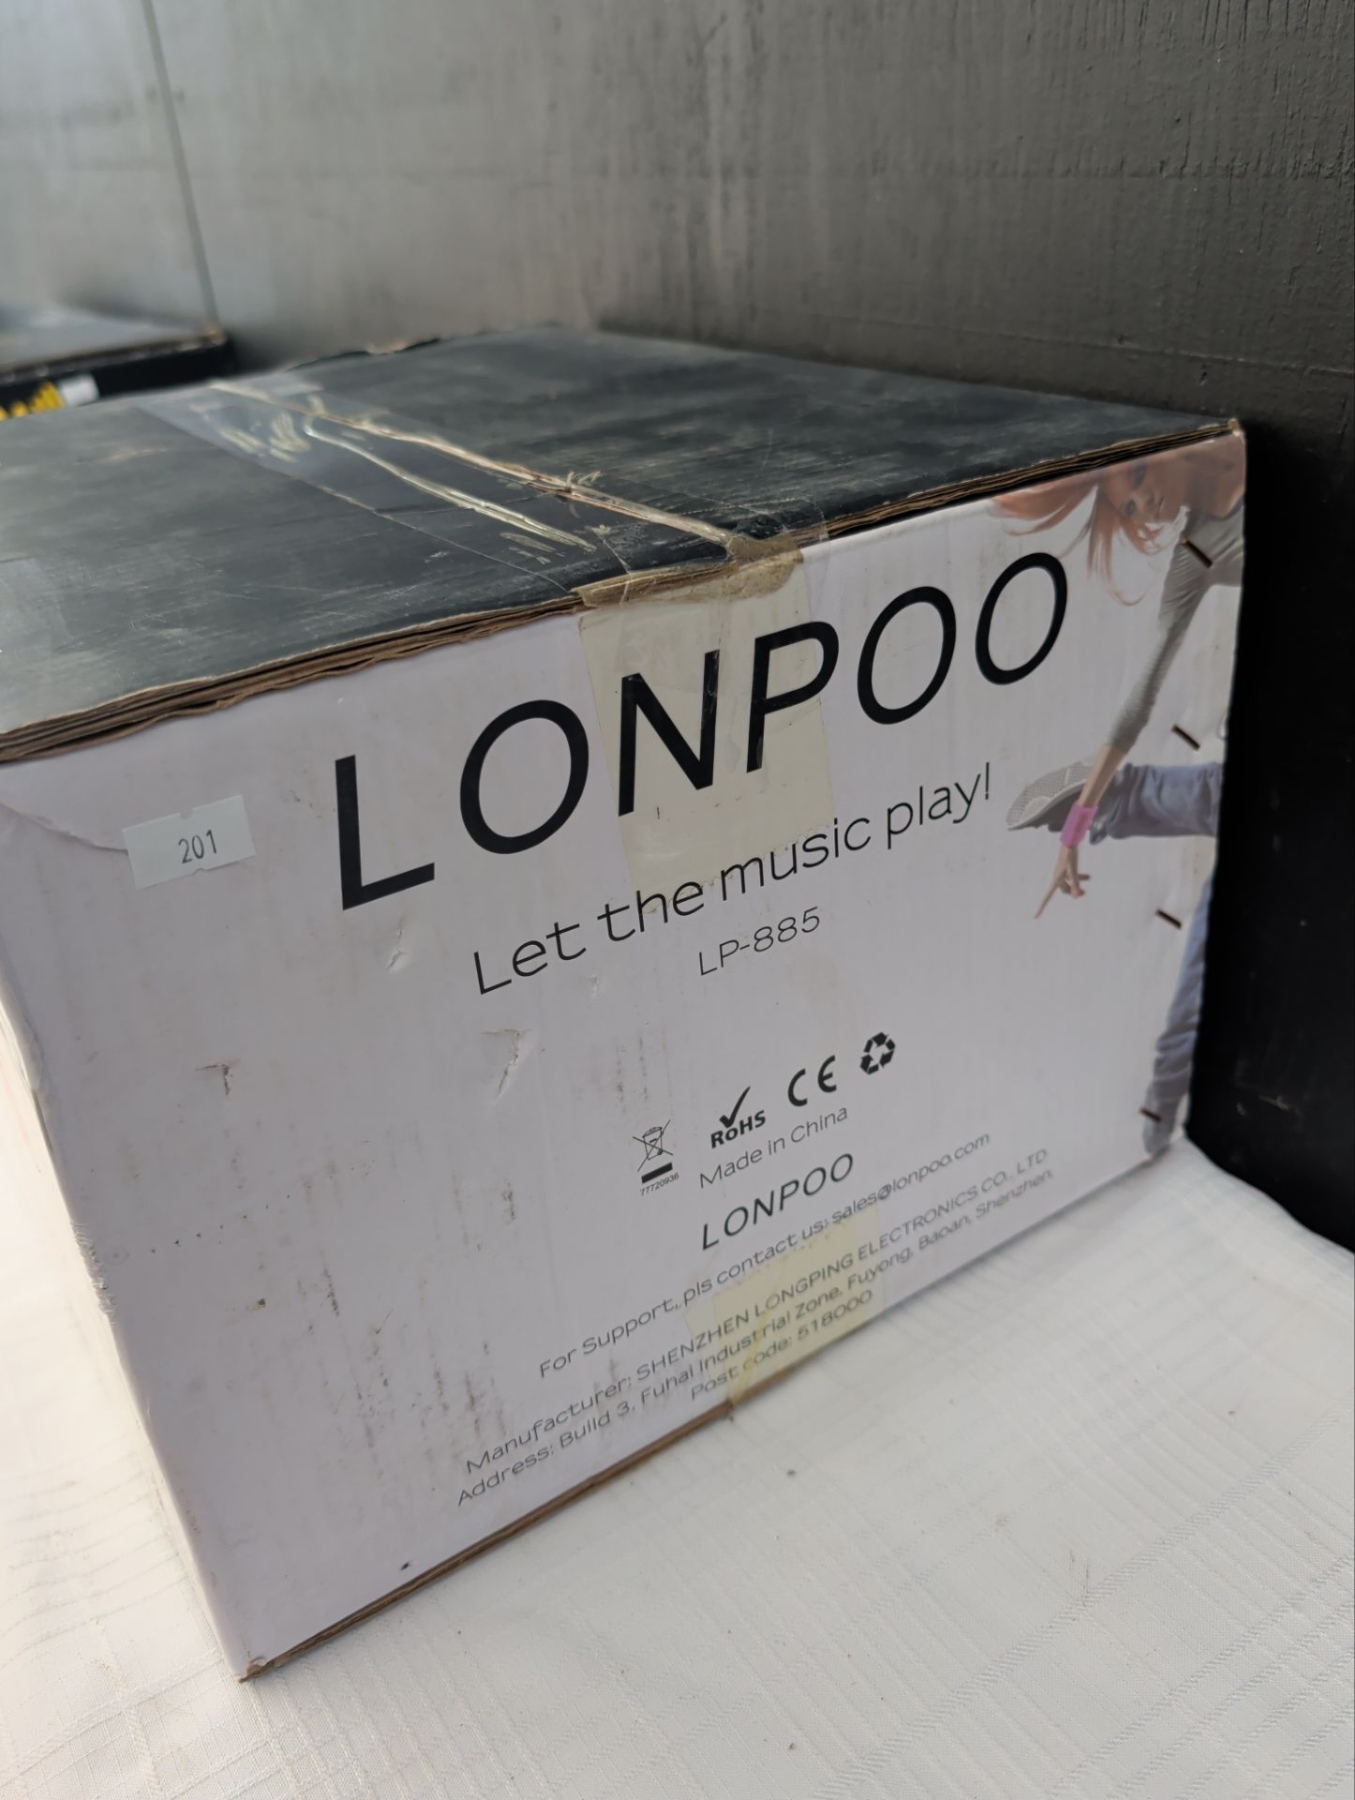 LONPOO
201
Let the music play!
LP-885
RoHS
CE
77720936
Made in China
LONPOO
For Support, pls contact us: sales@lonpoo.com
Manufacturer: SHENZHEN LONGPING ELECTRONICS CO., LTD
Address: Build 3, Fuhai Industrial Zone, Fuyong, Baoan, Shenzhen,
Post code: 518000